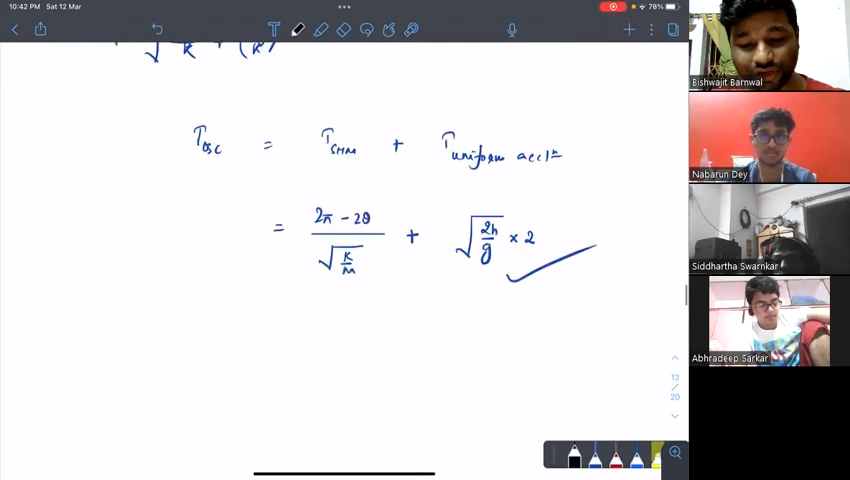 10:42 PM Sat 12 Mar
78%
√ k + (k)
T_osc = T_SHM + T_uniform accl^n
= (2π - 2θ) / √(k/m) + √(2h/g) × 2
12
/
20
Bishwajit Barnwal
Nabarun Dey
Siddhartha Swarnkar
Abhradeep Sarkar